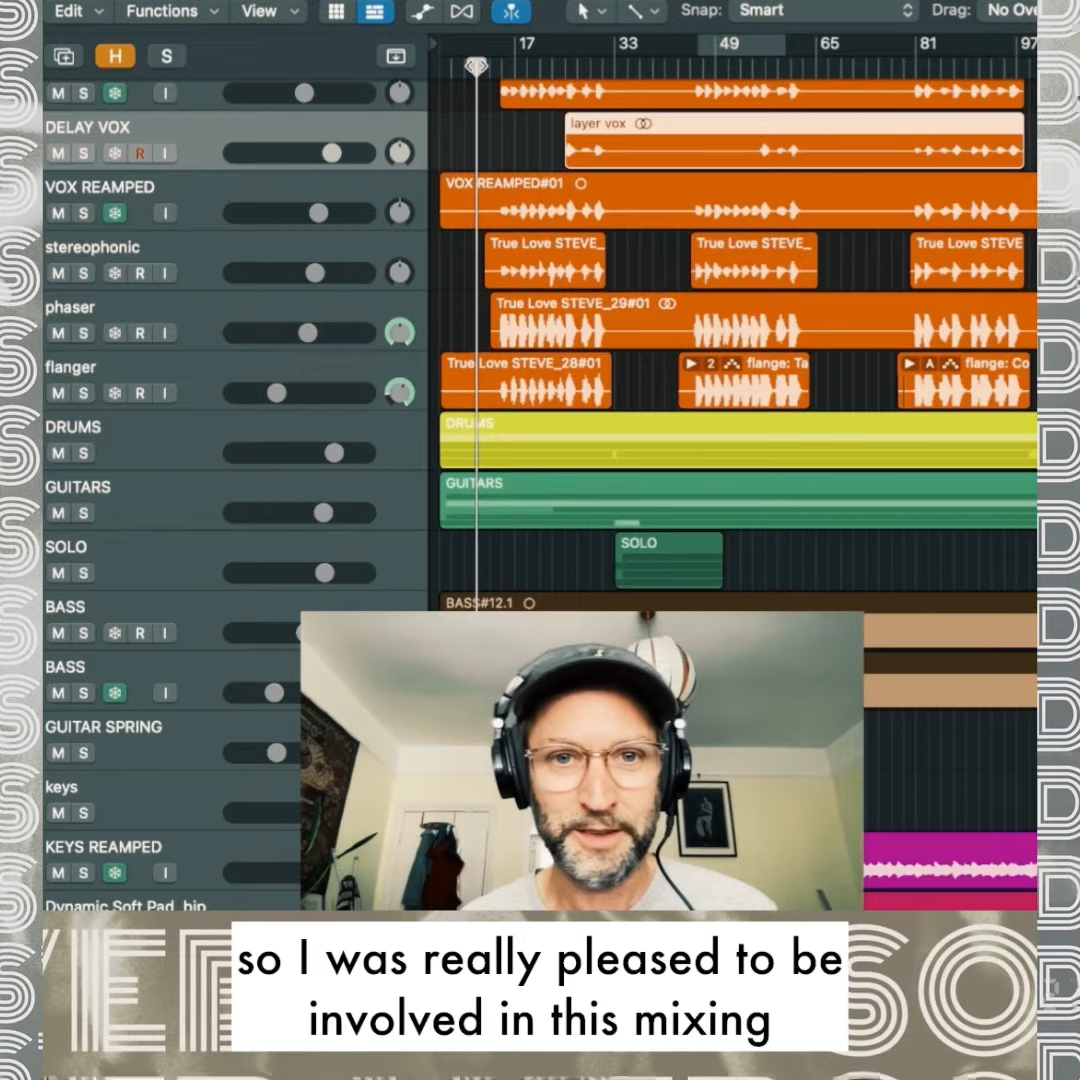 Edit Functions View Snap: Smart Drag: No Ove
H S 17 33 49 65 81 97
M S I
DELAY VOX
M S R I
layer vox
VOX REAMPED
M S I
VOX REAMPED#01
stereophonic
M S R I
True Love STEVE_ True Love STEVE_ True Love STEVE
phaser
M S R I
True Love STEVE_29#01
flanger
M S R I
True Love STEVE_28#01 2 flange: Ta A flange: Co
DRUMS
M S
DRUMS
GUITARS
M S
GUITARS
SOLO
M S
SOLO
BASS
M S R I
BASS#12.1
BASS
M S I
GUITAR SPRING
M S
keys
M S
KEYS REAMPED
M S I
Dynamic Soft Pad_bip
so I was really pleased to be
involved in this mixing